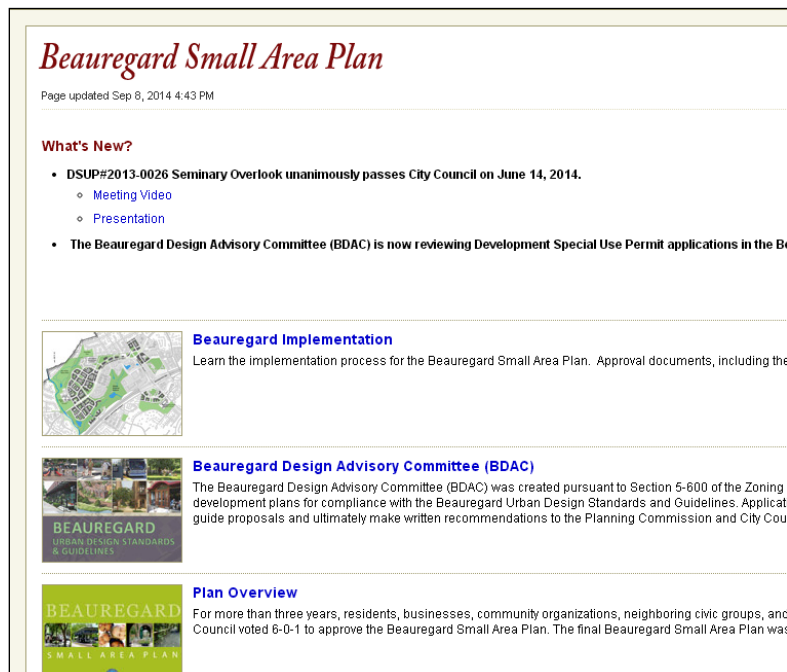 Beauregard Small Area Plan
Page updated Sep 8, 2014 4:43 PM
What's New?
DSUP#2013-0026 Seminary Overlook unanimously passes City Council on June 14, 2014.
Meeting Video
Presentation
The Beauregard Design Advisory Committee (BDAC) is now reviewing Development Special Use Permit applications in the
Beauregard Implementation
Learn the implementation process for the Beauregard Small Area Plan. Approval documents, including the
Beauregard Design Advisory Committee (BDAC)
The Beauregard Design Advisory Committee (BDAC) was created pursuant to Section 5-600 of the Zoning
development plans for compliance with the Beauregard Urban Design Standards and Guidelines. Applicat
guide proposals and ultimately make written recommendations to the Planning Commission and City Cou
BEAUREGARD
URBAN DESIGN STANDARDS
& GUIDELINES
Plan Overview
For more than three years, residents, businesses, community organizations, neighboring civic groups, and
Council voted 6-0-1 to approve the Beauregard Small Area Plan. The final Beauregard Small Area Plan was
BEAUREGARD
SMALL AREA PLAN